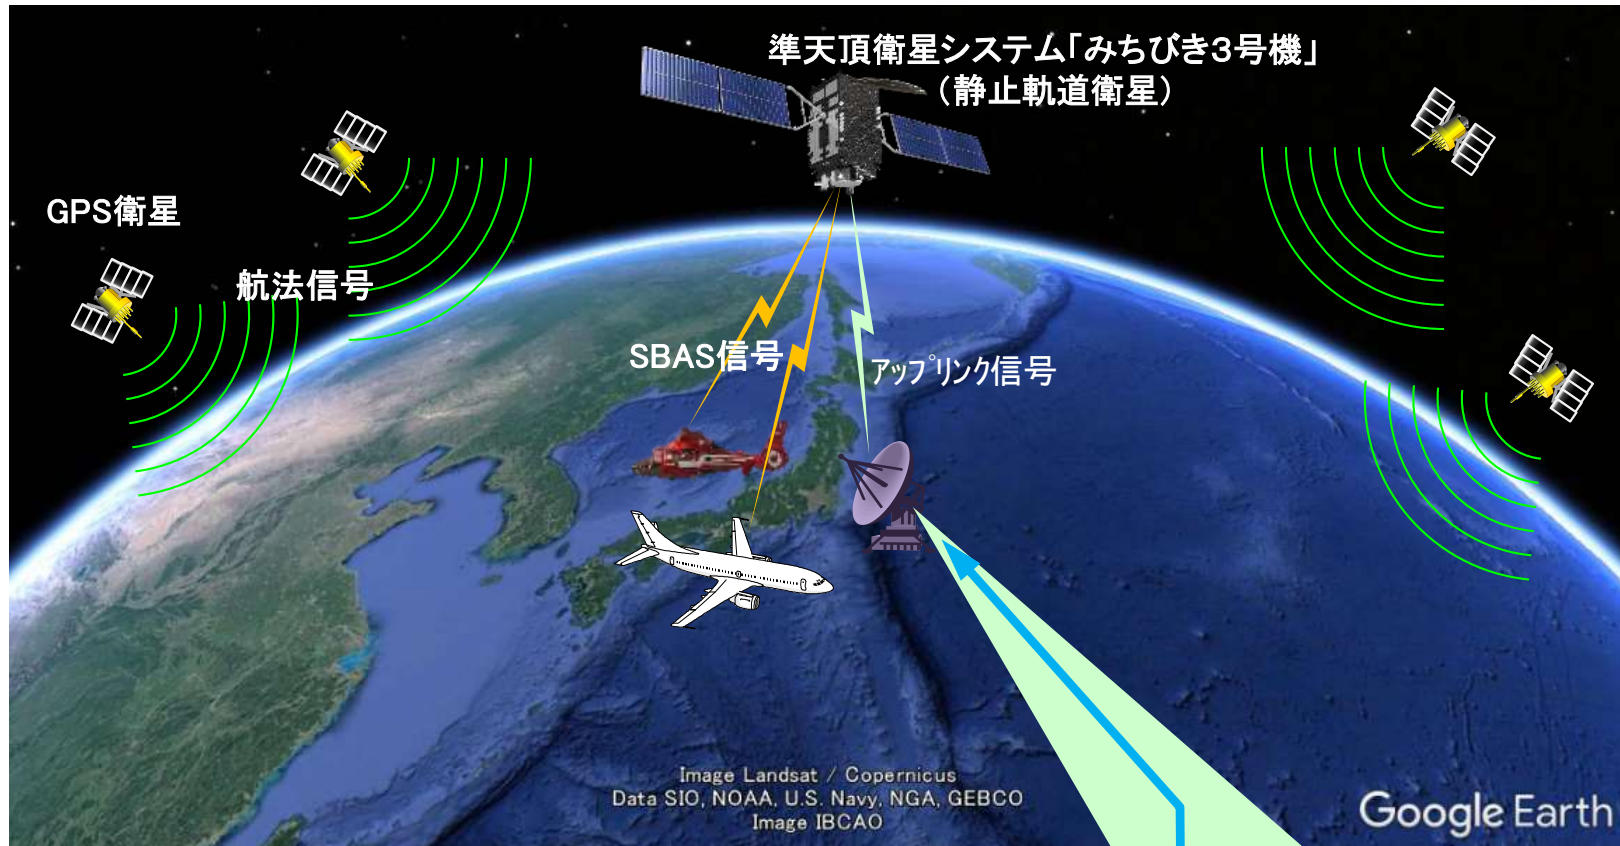 準天頂衛星システム「みちびき３号機」
（静止軌道衛星）
GPS衛星
航法信号
SBAS信号
ｱｯﾌﾟﾘﾝｸ信号
Image Landsat / Copernicus
Data SIO, NOAA, U.S. Navy, NGA, GEBCO
Image IBCAO
Google Earth